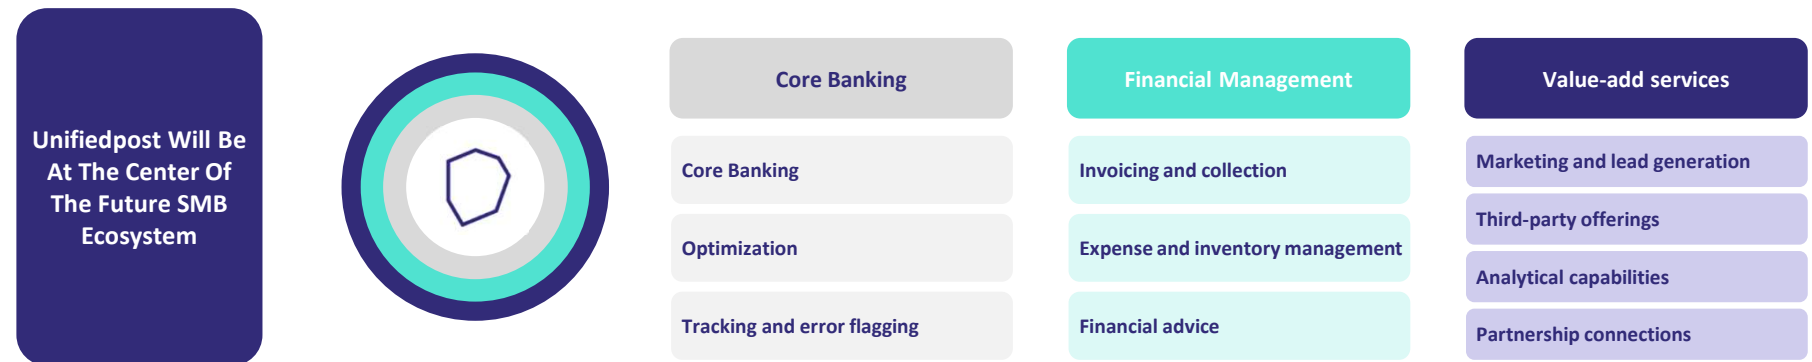 Unifiedpost Will Be
At The Center Of
The Future SMB
Ecosystem
Core Banking
Core Banking
Optimization
Tracking and error flagging
Financial Management
Invoicing and collection
Expense and inventory management
Financial advice
Value-add services
Marketing and lead generation
Third-party offerings
Analytical capabilities
Partnership connections